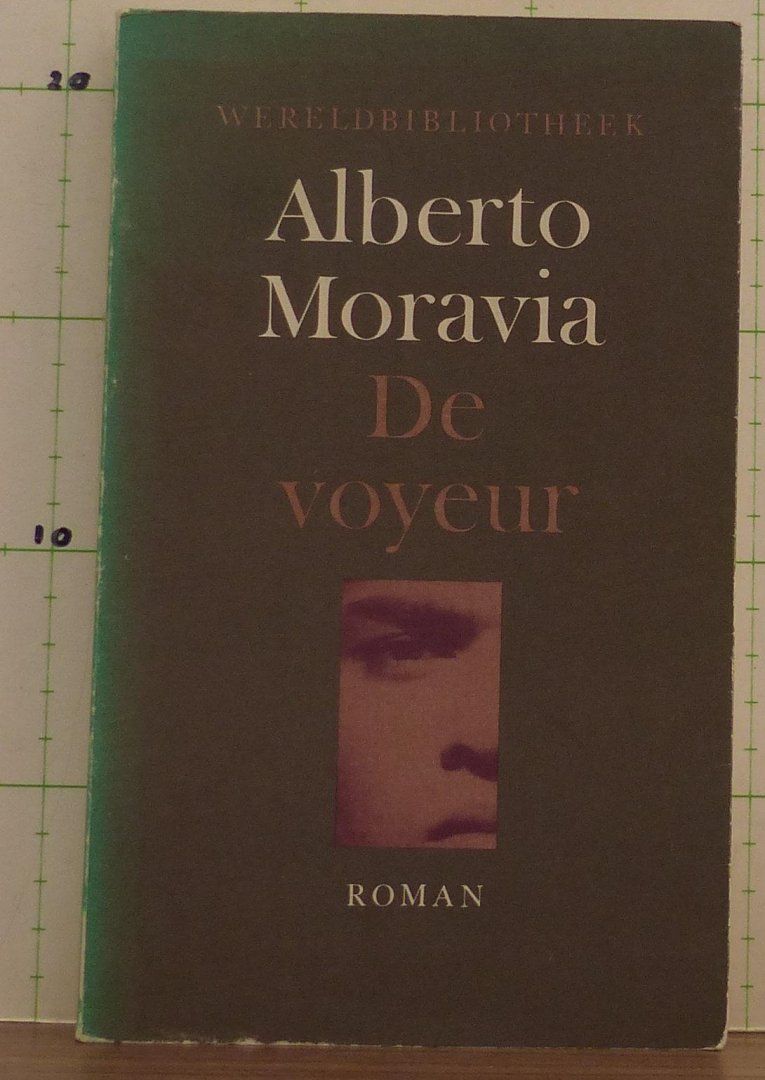 20
WERELDBIBLIOTHEEK
Alberto
Moravia
De
voyeur
10
ROMAN